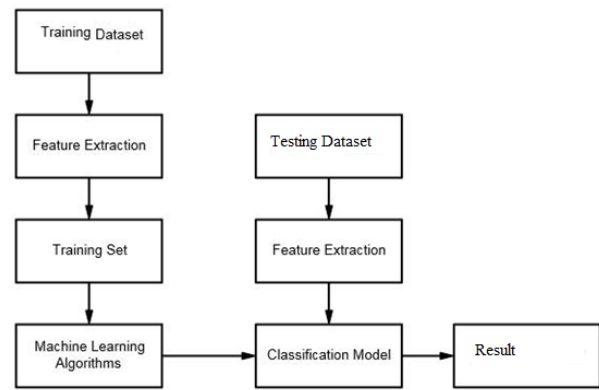 Training Dataset
Feature Extraction
Training Set
Machine Learning
Algorithms
Testing Dataset
Feature Extraction
Classification Model
Result